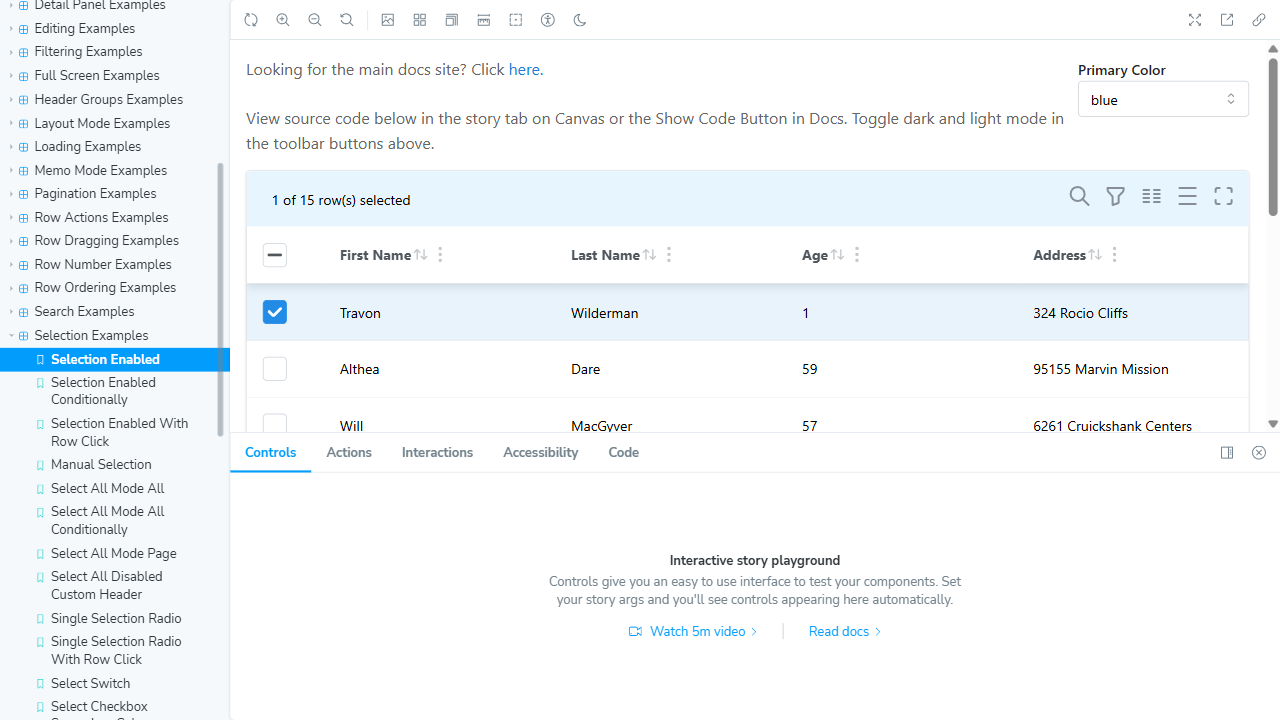 Detail Panel Examples
Editing Examples
Filtering Examples
Full Screen Examples
Header Groups Examples
Layout Mode Examples
Loading Examples
Memo Mode Examples
Pagination Examples
Row Actions Examples
Row Dragging Examples
Row Number Examples
Row Ordering Examples
Search Examples
Selection Examples
Selection Enabled
Selection Enabled
Conditionally
Selection Enabled With
Row Click
Manual Selection
Select All Mode All
Select All Mode All
Conditionally
Select All Mode Page
Select All Disabled
Custom Header
Single Selection Radio
Single Selection Radio
With Row Click
Select Switch
Select Checkbox
Looking for the main docs site? Click here.
Primary Color
blue
View source code below in the story tab on Canvas or the Show Code Button in Docs. Toggle dark and light mode in
the toolbar buttons above.
1 of 15 row(s) selected
First Name Last Name Age Address
Travon Wilderman 1 324 Rocio Cliffs
Althea Dare 59 95155 Marvin Mission
Will MacGyver 57 6261 Cruickshank Centers
Controls Actions Interactions Accessibility Code
Interactive story playground
Controls give you an easy to use interface to test your components. Set
your story args and you'll see controls appearing here automatically.
Watch 5m video Read docs